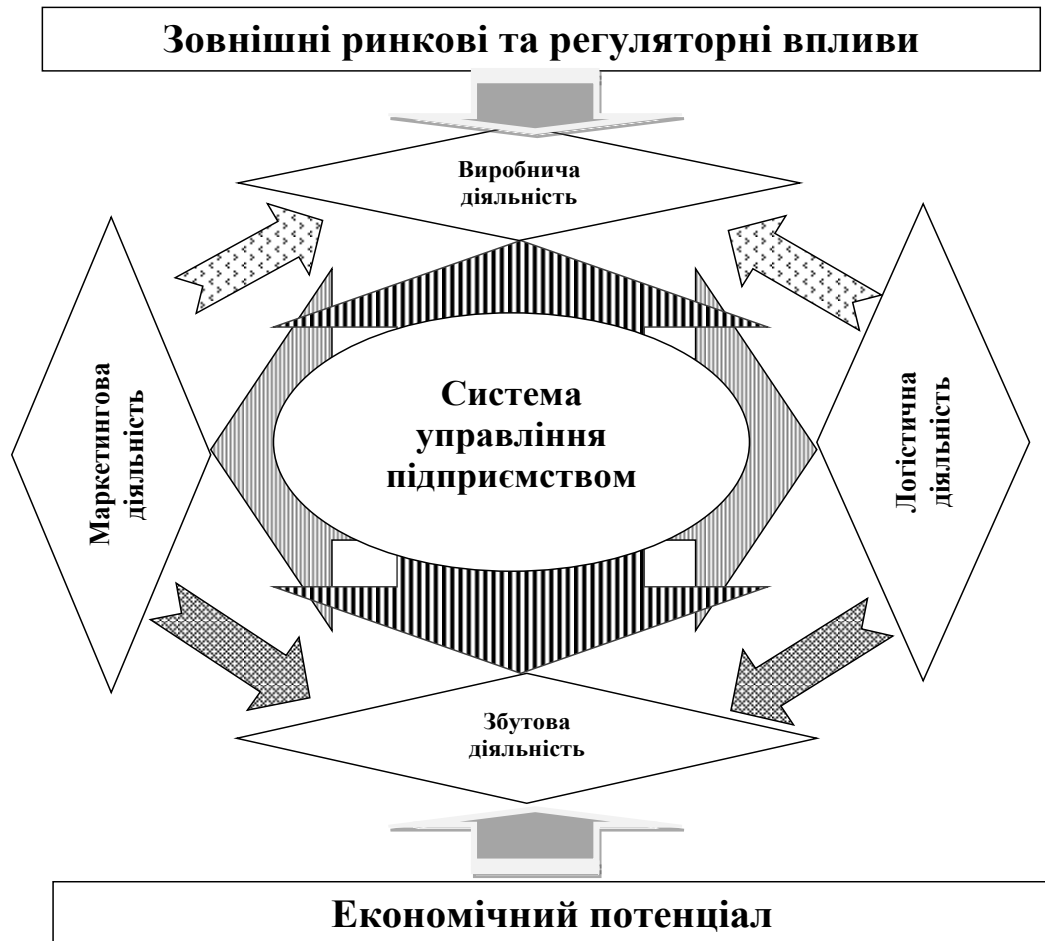 Зовнішні ринкові та регуляторні впливи
Виробнича
діяльність
Маркетингова
діяльність
Система
управління
підприємством
Логістична
діяльність
Збутова
діяльність
Економічний потенціал